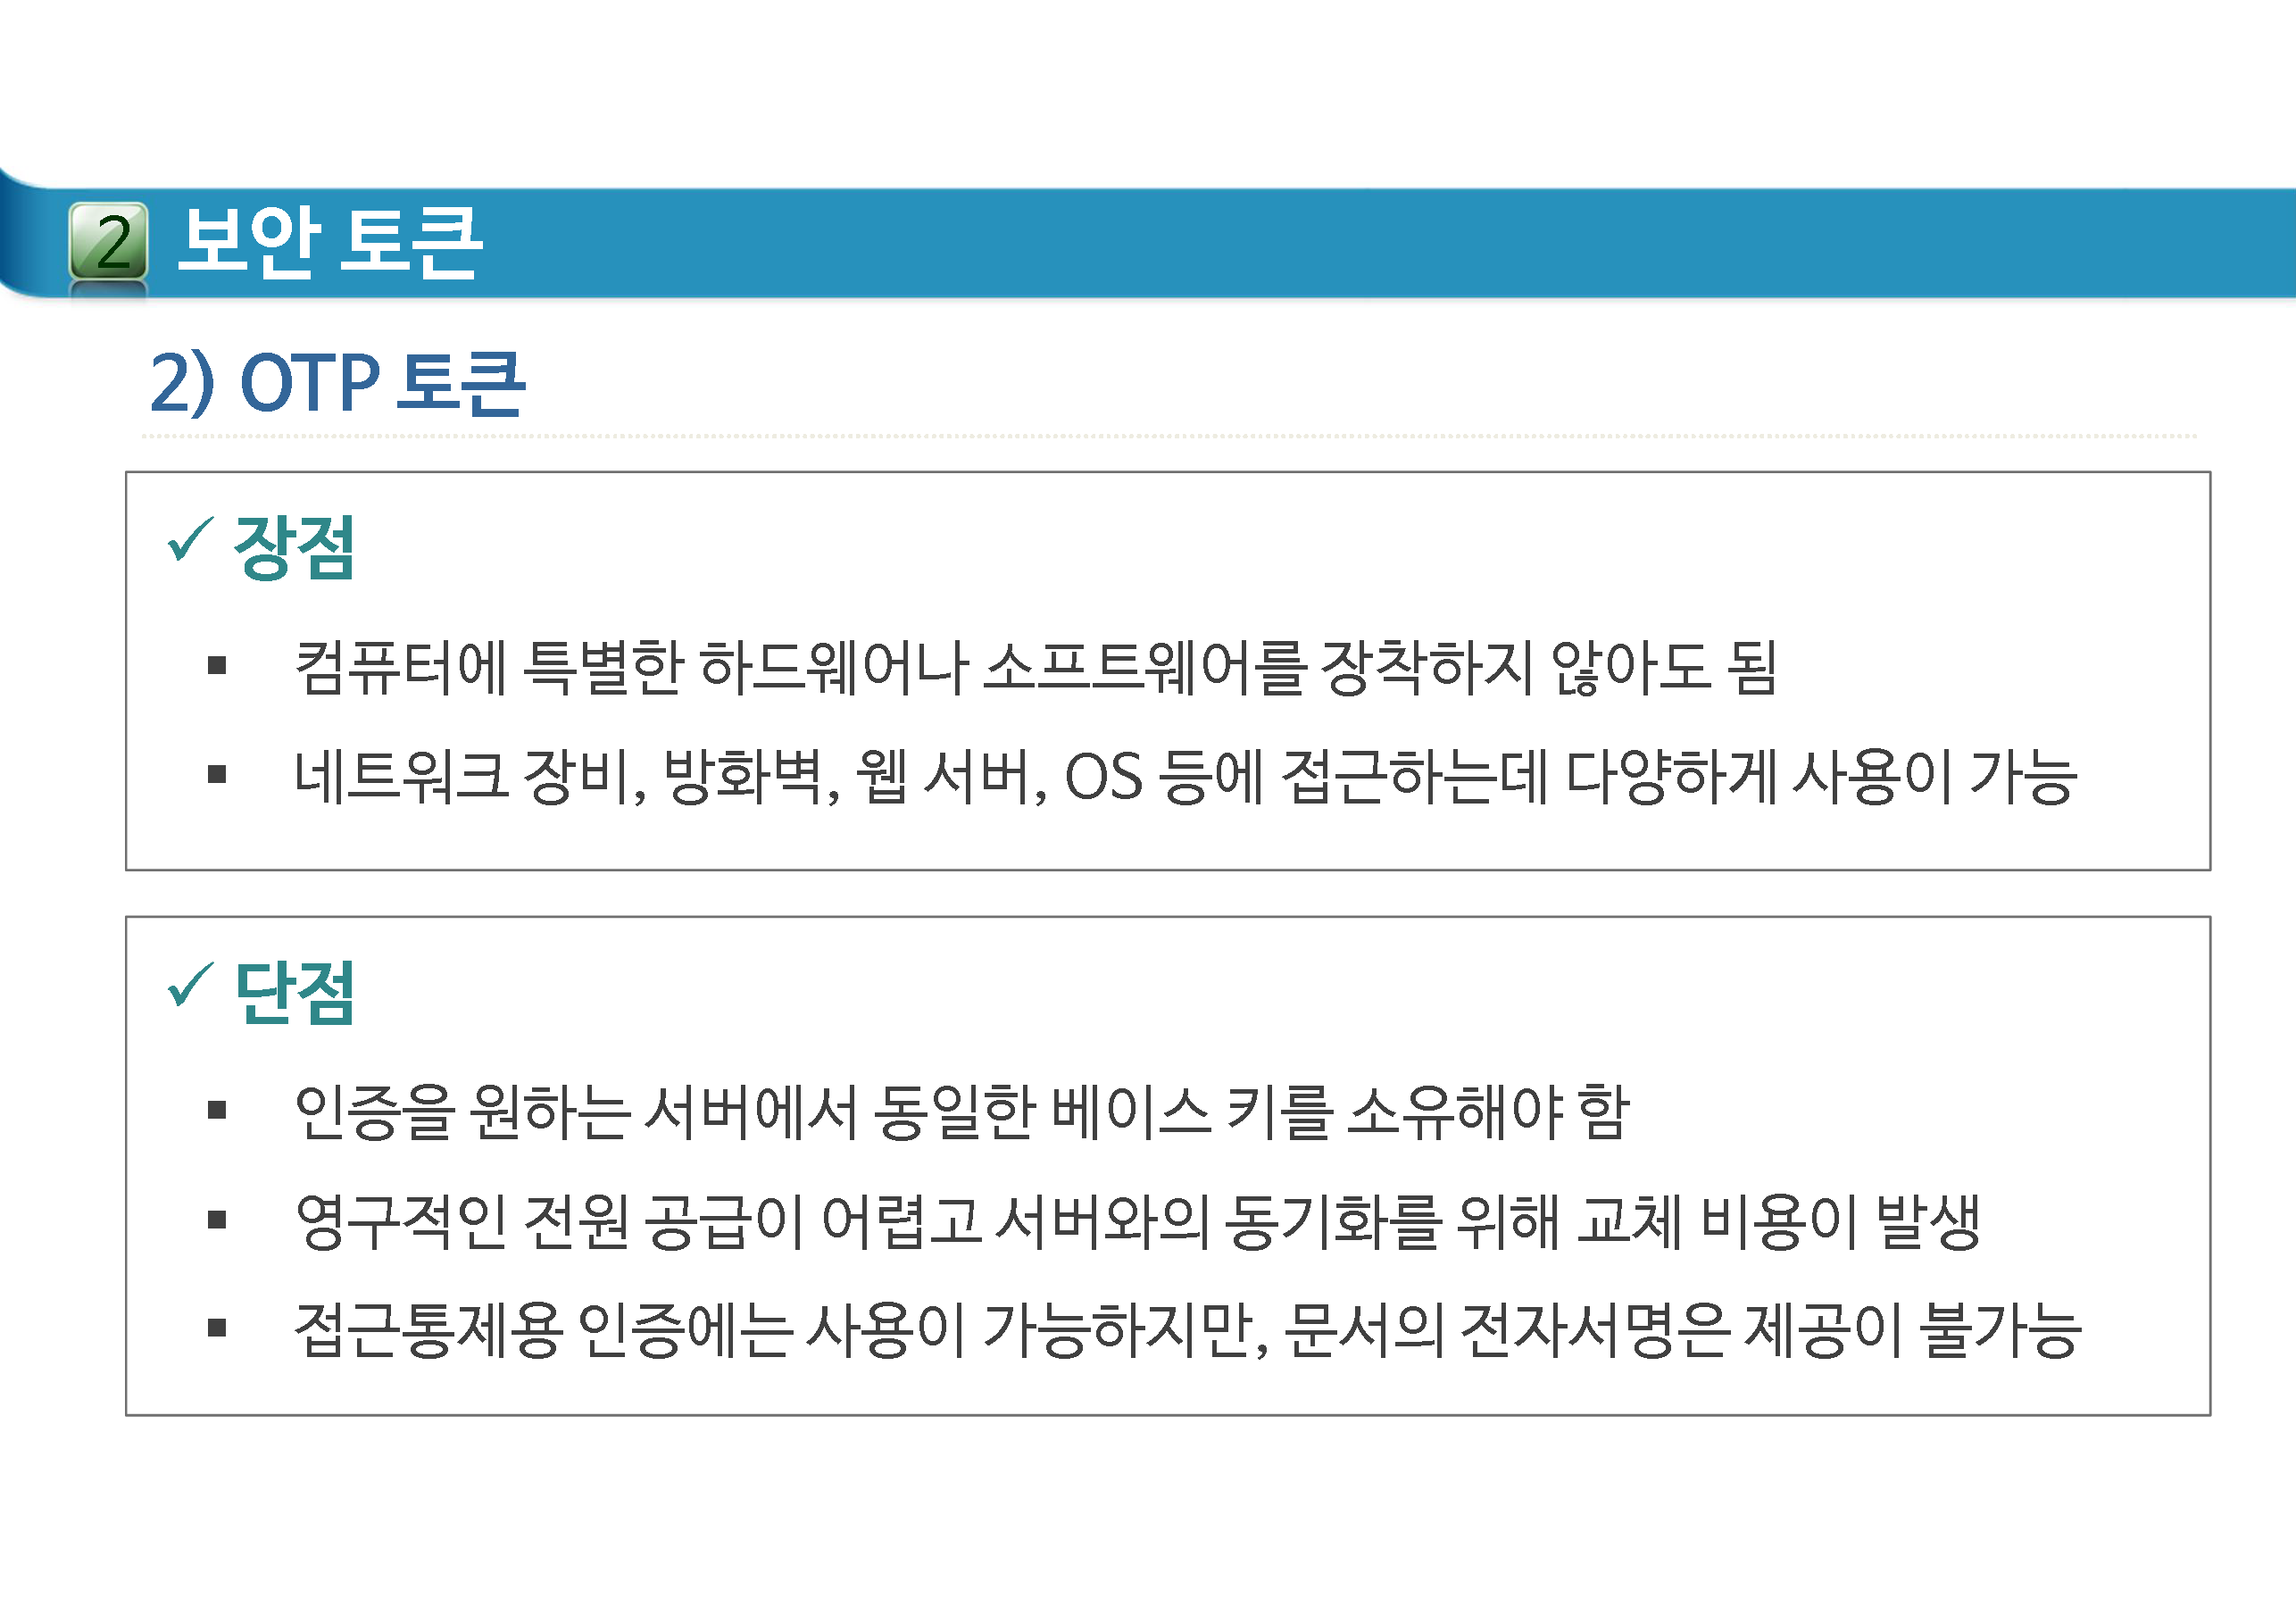 2 보안 토큰
2) OTP 토큰
✓ 장점
▪ 컴퓨터에 특별한 하드웨어나 소프트웨어를 장착하지 않아도 됨
▪ 네트워크 장비, 방화벽, 웹 서버, OS 등에 접근하는데 다양하게 사용이 가능
✓ 단점
▪ 인증을 원하는 서버에서 동일한 베이스 키를 소유해야 함
▪ 영구적인 전원 공급이 어렵고 서버와의 동기화를 위해 교체 비용이 발생
▪ 접근통제용 인증에는 사용이 가능하지만, 문서의 전자서명은 제공이 불가능